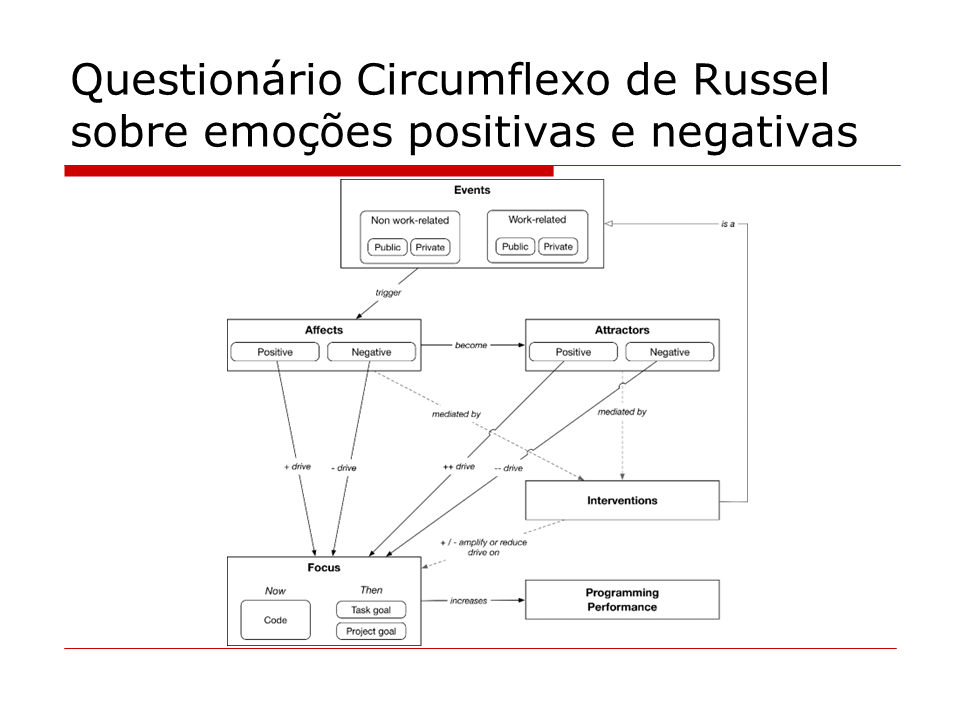 Questionário Circumflexo de Russel
sobre emoções positivas e negativas
Events
Non work-related
Work-related
Public
Private
Public
Private
is a
trigger
Affects
Positive
Negative
become
Attractors
Positive
Negative
mediated by
mediated by
+ drive
- drive
++ drive
-- drive
Interventions
+ / - amplify or reduce
drive on
Focus
Now
Then
Code
Task goal
Project goal
increases
Programming
Performance